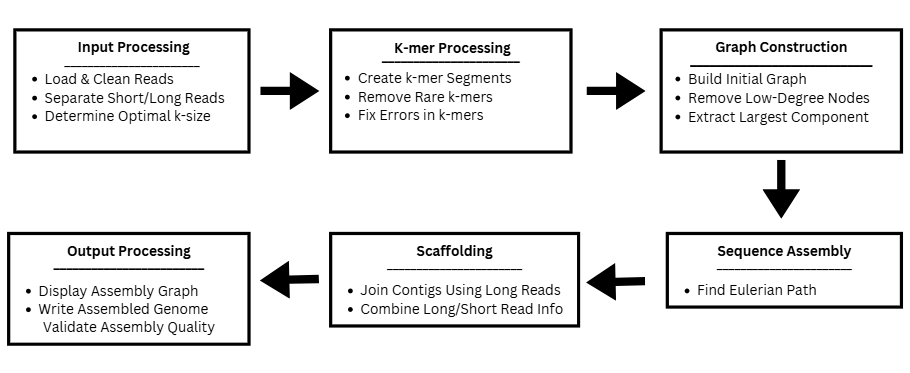 Input Processing
• Load & Clean Reads
• Separate Short/Long Reads
• Determine Optimal k-size
K-mer Processing
• Create k-mer Segments
• Remove Rare k-mers
• Fix Errors in k-mers
Graph Construction
• Build Initial Graph
• Remove Low-Degree Nodes
• Extract Largest Component
Sequence Assembly
• Find Eulerian Path
Scaffolding
• Join Contigs Using Long Reads
• Combine Long/Short Read Info
Output Processing
• Display Assembly Graph
• Write Assembled Genome
Validate Assembly Quality